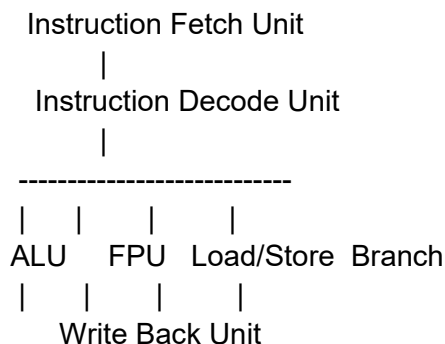 Instruction Fetch Unit
|
Instruction Decode Unit
|
----------------------------
| | | |
ALU FPU Load/Store Branch
| | | |
Write Back Unit